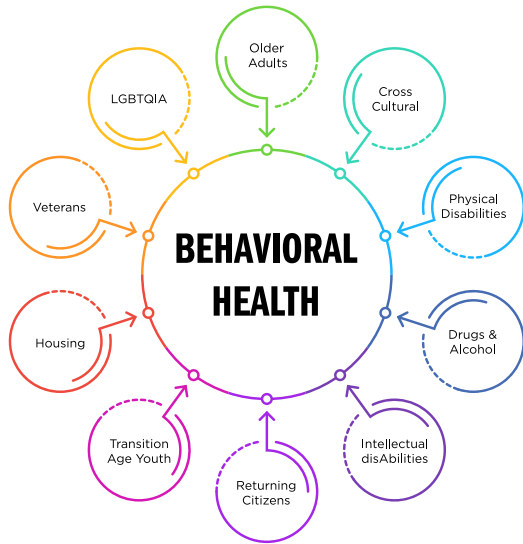 Older
Adults
Cross
Cultural
Physical
Disabilities
Drugs &
Alcohol
Intellectual
disAbilities
Returning
Citizens
Transition
Age Youth
Housing
Veterans
LGBTQIA
BEHAVIORAL
HEALTH